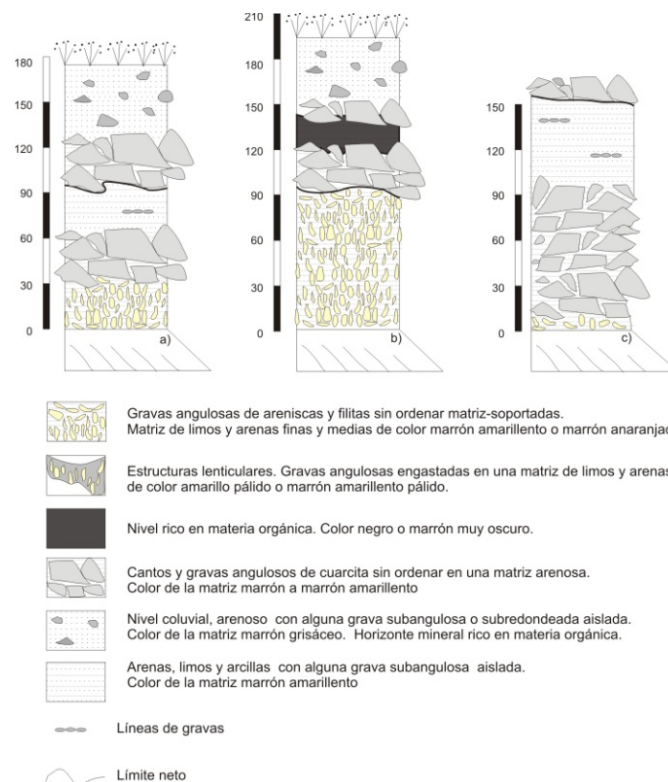 180
150
120
90
60
30
0
a)
210
180
150
120
90
60
30
0
b)
150
120
90
60
30
0
c)
Gravas angulosas de areniscas y filitas sin ordenar matriz-soportadas.
Matriz de limos y arenas finas y medias de color marrón amarillento o marrón anaranjad
Estructuras lenticulares. Gravas angulosas engastadas en una matriz de limos y arenas
de color amarillo pálido o marrón amarillento pálido.
Nivel rico en materia orgánica. Color negro o marrón muy oscuro.
Cantos y gravas angulosos de cuarcita sin ordenar en una matriz arenosa.
Color de la matriz marrón a marrón amarillento
Nivel coluvial, arenoso con alguna grava subangulosa o subredondeada aislada.
Color de la matriz marrón grisáceo. Horizonte mineral rico en materia orgánica.
Arenas, limos y arcillas con alguna grava subangulosa aislada.
Color de la matriz marrón amarillento
Líneas de gravas
Límite neto